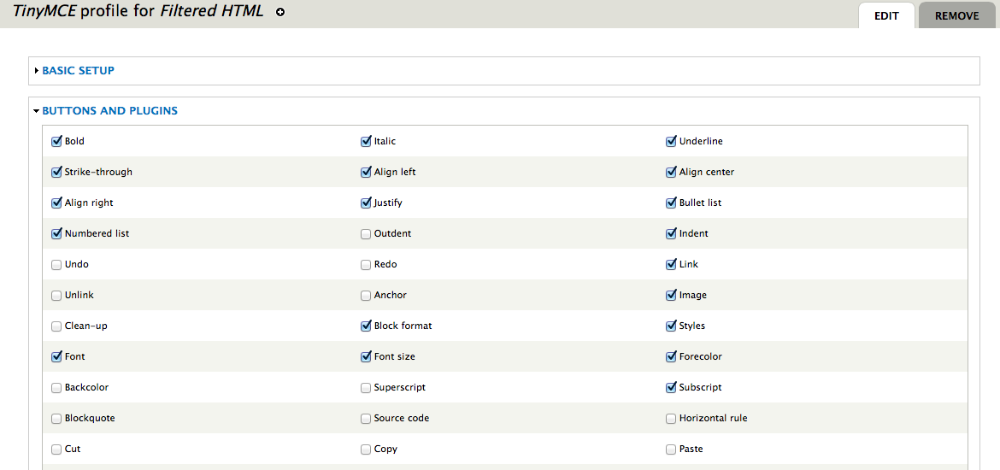 TinyMCE profile for Filtered HTML
EDIT REMOVE
BASIC SETUP
BUTTONS AND PLUGINS
Bold Italic Underline
Strike-through Align left Align center
Align right Justify Bullet list
Numbered list Outdent Indent
Undo Redo Link
Unlink Anchor Image
Clean-up Block format Styles
Font Font size Forecolor
Backcolor Superscript Subscript
Blockquote Source code Horizontal rule
Cut Copy Paste